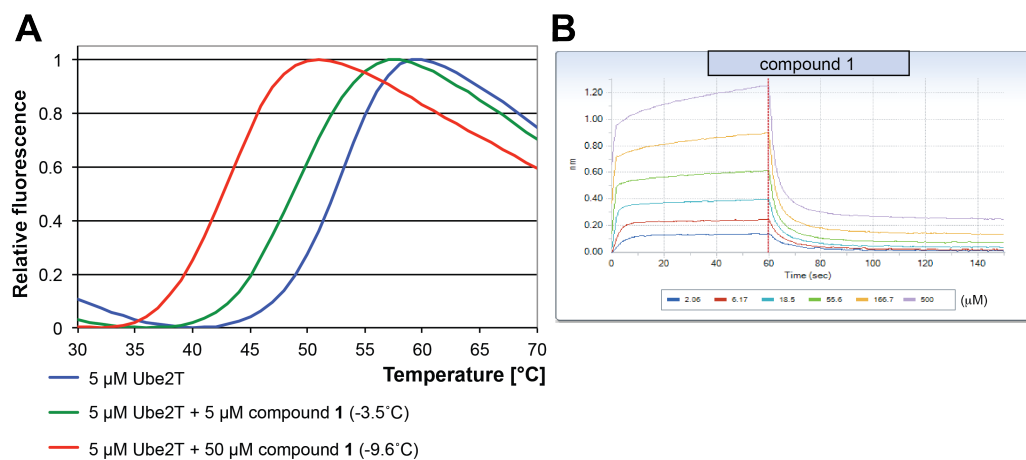 A
Relative fluorescence
1
0.8
0.6
0.4
0.2
0
30 35 40 45 50 55 60 65 70
Temperature [°C]
5 µM Ube2T
5 µM Ube2T + 5 µM compound 1 (-3.5˚C)
5 µM Ube2T + 50 µM compound 1 (-9.6˚C)
B
compound 1
nm
1.20
1.00
0.80
0.60
0.40
0.20
0.00
0 20 40 60 80 100 120 140
Time (sec)
2.06 6.17 18.5 55.6 166.7 500 (µM)